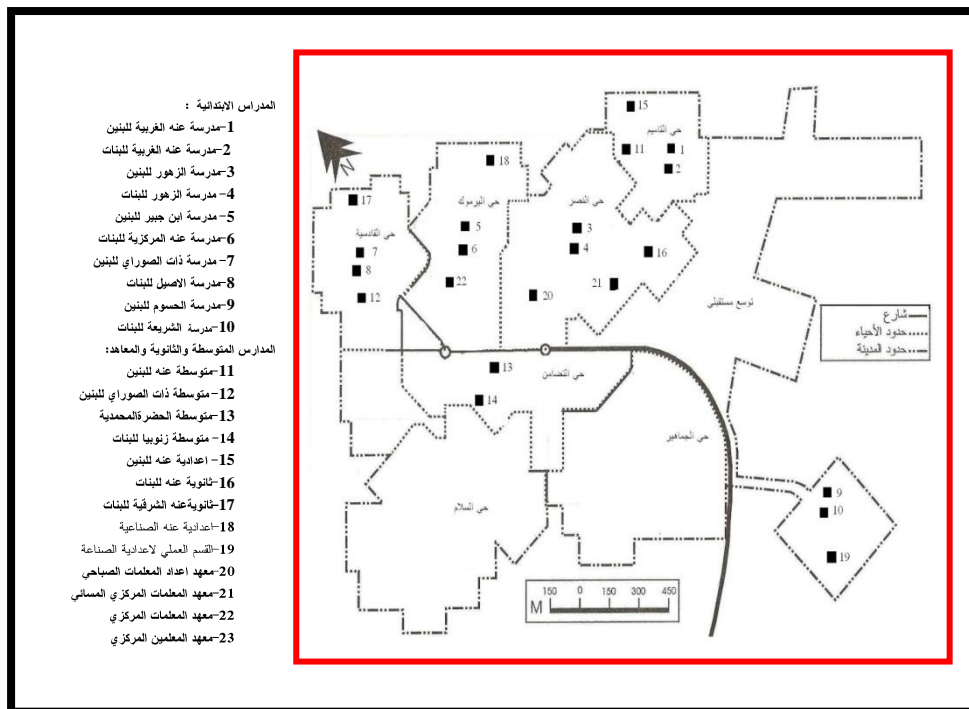 المدارس الابتدائية :
1-مدرسة عنه الغربية للبنين
2-مدرسة عنه الغربية للبنات
3-مدرسة الزهور للبنين
4- مدرسة الزهور للبنات
5- مدرسة ابن جبير للبنين
6-مدرسة عنه المركزية للبنات
7- مدرسة ذات الصوراي للبنين
8-مدرسة الاصيل للبنات
9-مدرسة الحسوم للبنين
10-مدرسة الشريعة للبنات
المدارس المتوسطة والثانوية والمعاهد:
11-متوسطة عنه للبنين
12- متوسطة ذات الصوراي للبنين
13-متوسطة الحضرةالمحمدية
14- متوسطة زنوبيا للبنات
15- اعدادية عنه للبنين
16-ثانوية عنه للبنات
17-ثانويةعنه الشرقية للبنات
18-اعدادية عنه الصناعية
19-القسم العملي لاعدادية الصناعة
20-معهد اعداد المعلمات الصباحي
21-معهد المعلمات المركزي المسائي
22-معهد المعلمات المركزي
23-معهد المعلمين المركزي
N
15
حي القاسيم
11
1
2
18
17
حي اليرموك
حي النصر
5
3
حي القادسية
6
4
16
7
8
22
21
12
20
توسع مستقبلي
شارع
حدود الأحياء
حدود المدينة
13
حي التضامن
14
حي الجماهير
حي السلام
9
10
19
150 0 150 300 450
M